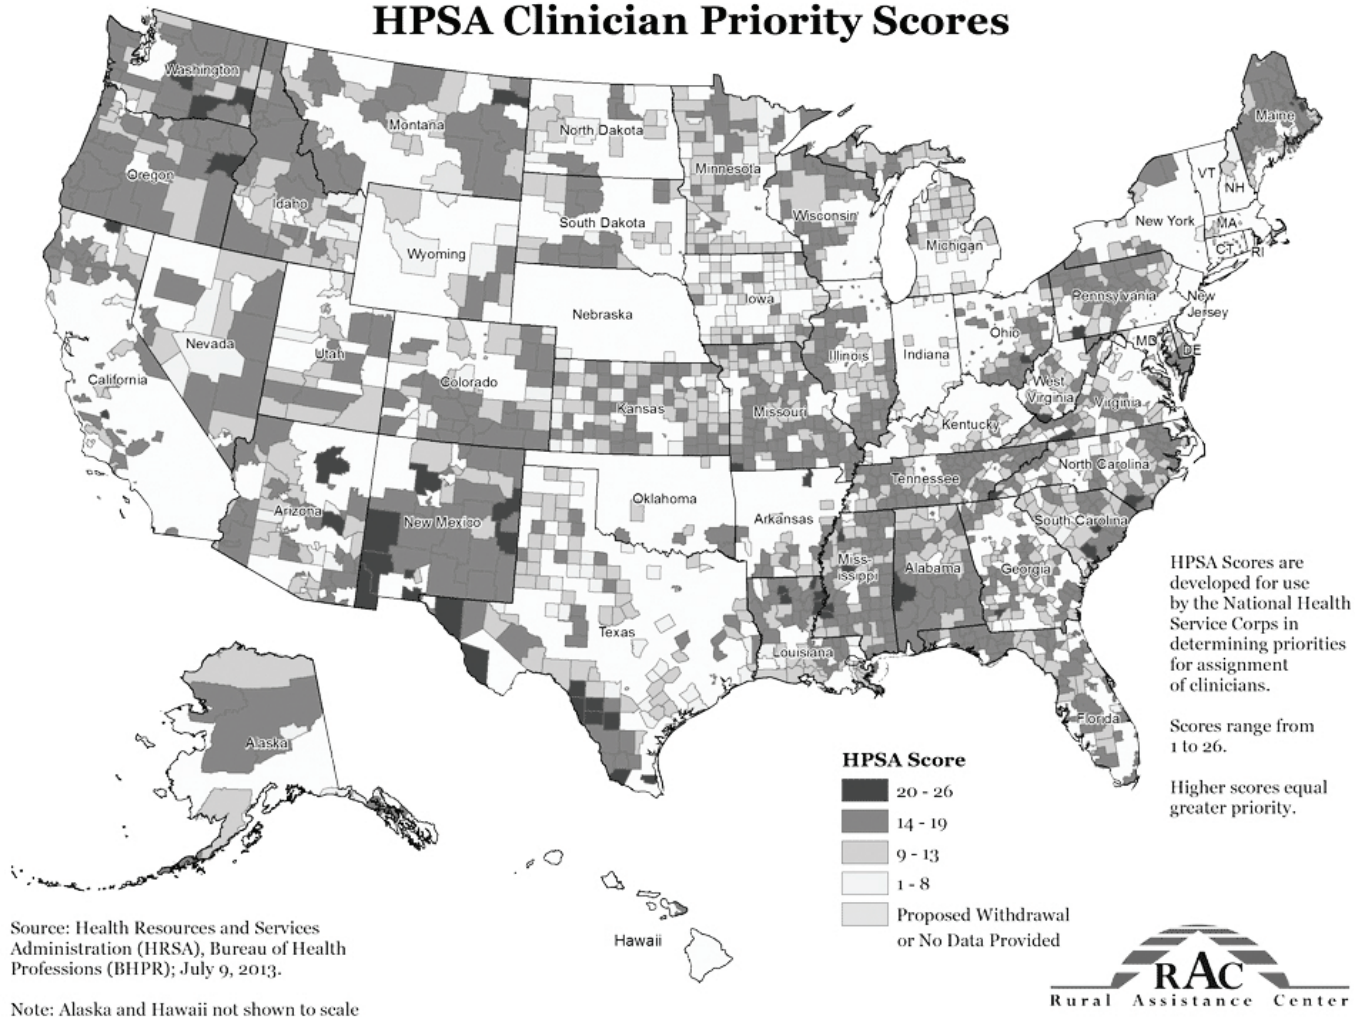 HPSA Clinician Priority Scores
Washington
Oregon
Idaho
Montana
North Dakota
South Dakota
Wyoming
Minnesota
Wisconsin
Michigan
Maine
VT
NH
New York
MA
CT
RI
Nebraska
Iowa
Illinois
Indiana
Ohio
Pennsylvania
New
Jersey
MD
DE
California
Nevada
Utah
Colorado
Kansas
Missouri
Kentucky
West
Virginia
Virginia
Arizona
New Mexico
Oklahoma
Arkansas
Tennessee
North Carolina
South Carolina
Texas
Louisiana
Miss-
issippi
Alabama
Georgia
Florida
Alaska
Hawaii
HPSA Scores are
developed for use
by the National Health
Service Corps in
determining priorities
for assignment
of clinicians.
Scores range from
1 to 26.
Higher scores equal
greater priority.
HPSA Score
20 - 26
14 - 19
9 - 13
1 - 8
Proposed Withdrawal
or No Data Provided
Source: Health Resources and Services
Administration (HRSA), Bureau of Health
Professions (BHPR); July 9, 2013.
Note: Alaska and Hawaii not shown to scale
RAC
Rural Assistance Center